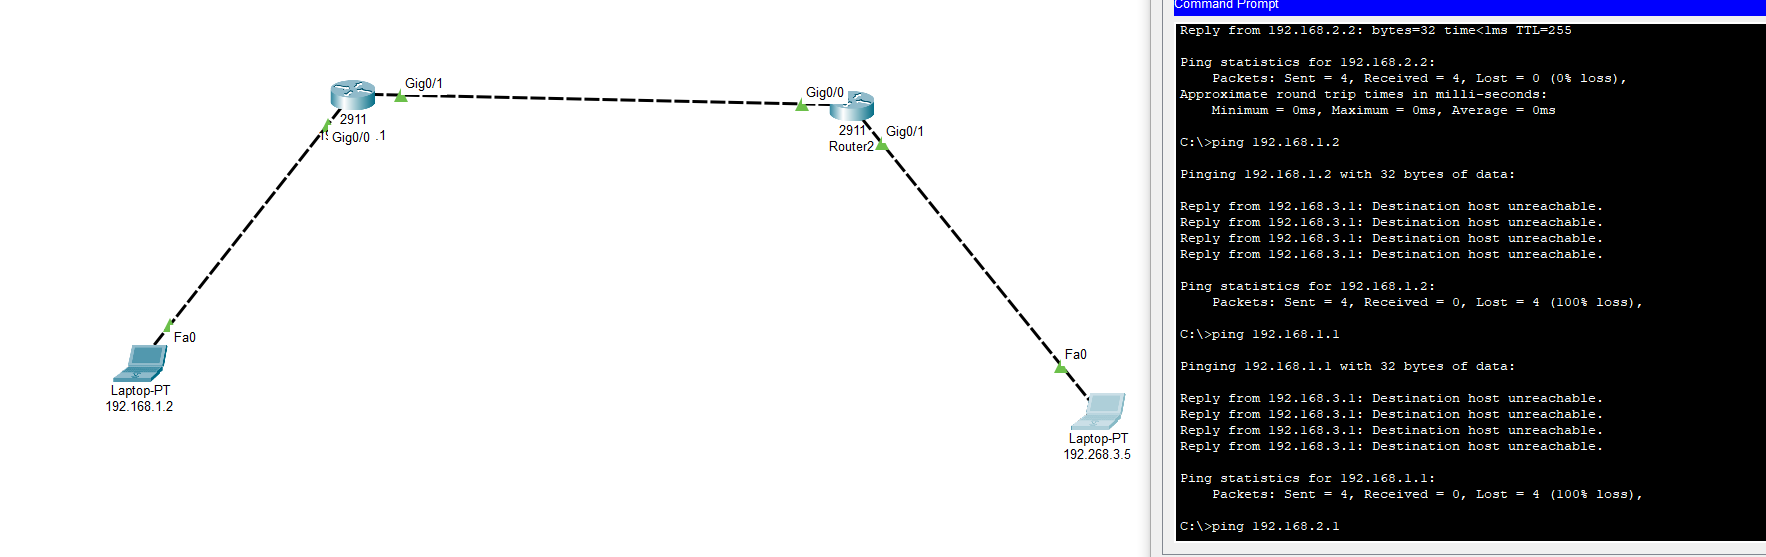 Gig0/1
2911
Gig0/0 .1
Fa0
Laptop-PT
192.168.1.2
Gig0/0
2911
Router2
Gig0/1
Fa0
Laptop-PT
192.268.3.5
Command Prompt
Reply from 192.168.2.2: bytes=32 time<1ms TTL=255
Ping statistics for 192.168.2.2:
Packets: Sent = 4, Received = 4, Lost = 0 (0% loss),
Approximate round trip times in milli-seconds:
Minimum = 0ms, Maximum = 0ms, Average = 0ms
C:\>ping 192.168.1.2
Pinging 192.168.1.2 with 32 bytes of data:
Reply from 192.168.3.1: Destination host unreachable.
Reply from 192.168.3.1: Destination host unreachable.
Reply from 192.168.3.1: Destination host unreachable.
Reply from 192.168.3.1: Destination host unreachable.
Ping statistics for 192.168.1.2:
Packets: Sent = 4, Received = 0, Lost = 4 (100% loss),
C:\>ping 192.168.1.1
Pinging 192.168.1.1 with 32 bytes of data:
Reply from 192.168.3.1: Destination host unreachable.
Reply from 192.168.3.1: Destination host unreachable.
Reply from 192.168.3.1: Destination host unreachable.
Reply from 192.168.3.1: Destination host unreachable.
Ping statistics for 192.168.1.1:
Packets: Sent = 4, Received = 0, Lost = 4 (100% loss),
C:\>ping 192.168.2.1